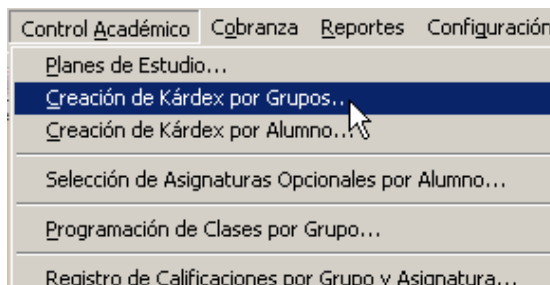 Control Académico Cobranza Reportes Configuración
Planes de Estudio...
Creación de Kárdex por Grupos...
Creación de Kárdex por Alumno...
Selección de Asignaturas Opcionales por Alumno...
Programación de Clases por Grupo...
Registro de Calificaciones por Grupo y Asignatura...